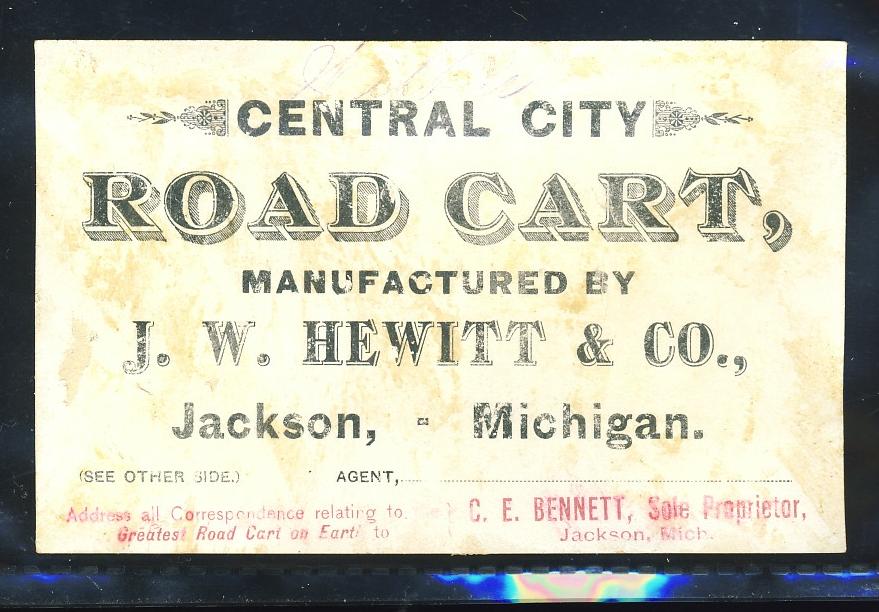 CENTRAL CITY
ROAD CART,
MANUFACTURED BY
J. W. HEWITT & CO.,
Jackson, - Michigan.
(SEE OTHER SIDE.) AGENT,
Address all Correspondence relating to
Greatest Road Cart on Earth to
C. E. BENNETT, Sole Proprietor,
Jackson, Mich.